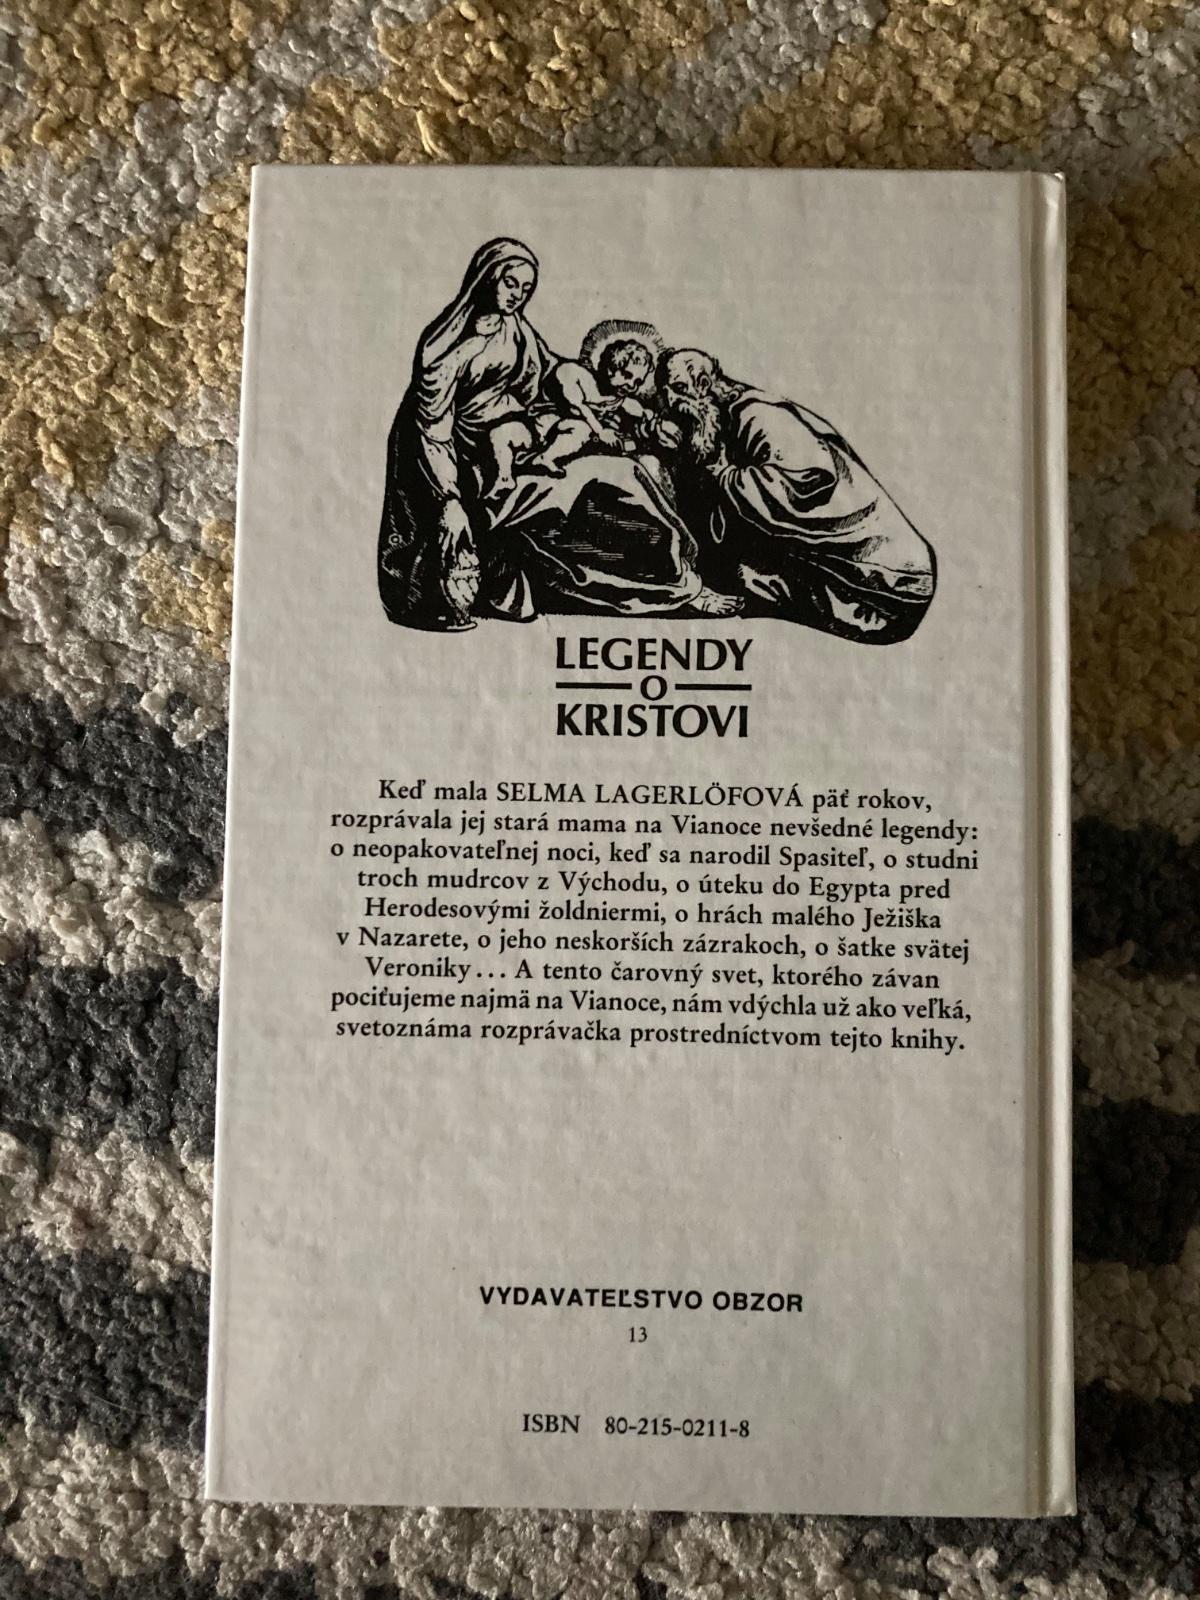 LEGENDY
O
KRISTOVI
Keď mala SELMA LAGERLÖFOVÁ päť rokov,
rozprávala jej stará mama na Vianoce nevšedné legendy:
o neopakovateľnej noci, keď sa narodil Spasiteľ, o studni
troch mudrcov z Východu, o úteku do Egypta pred
Herodesovými žoldniermi, o hrách malého Ježiška
v Nazarete, o jeho neskorších zázrakoch, o šatke svätej
Veroniky... A tento čarovný svet, ktorého závan
pociťujeme najmä na Vianoce, nám vdýchla už ako veľká,
svetoznáma rozprávačka prostredníctvom tejto knihy.
VYDAVATEĽSTVO OBZOR
13
ISBN 80-215-0211-8